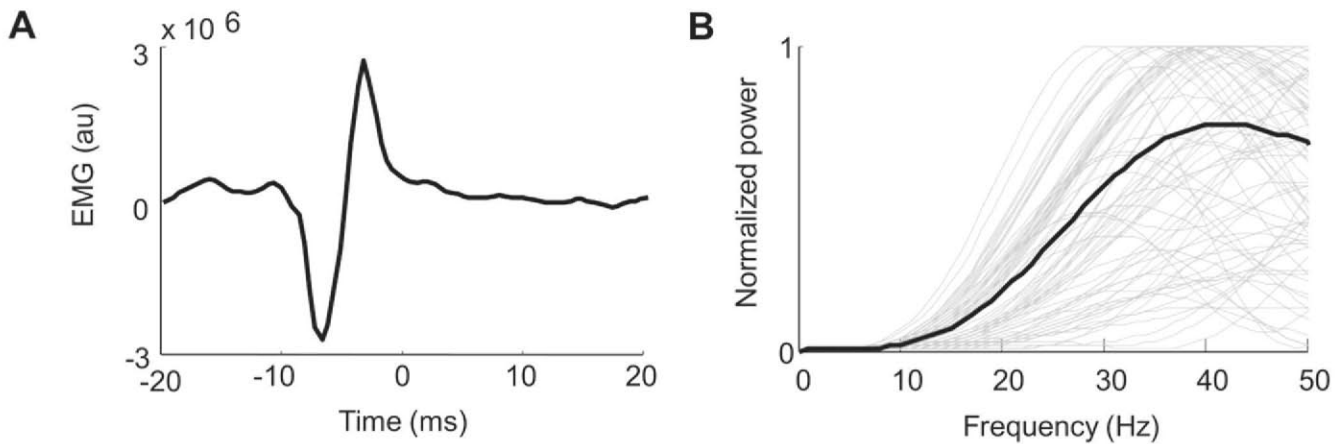 A
x 10 6
3
0
-3
EMG (au)
-20 -10 0 10 20
Time (ms)
B
1
0
Normalized power
0 10 20 30 40 50
Frequency (Hz)